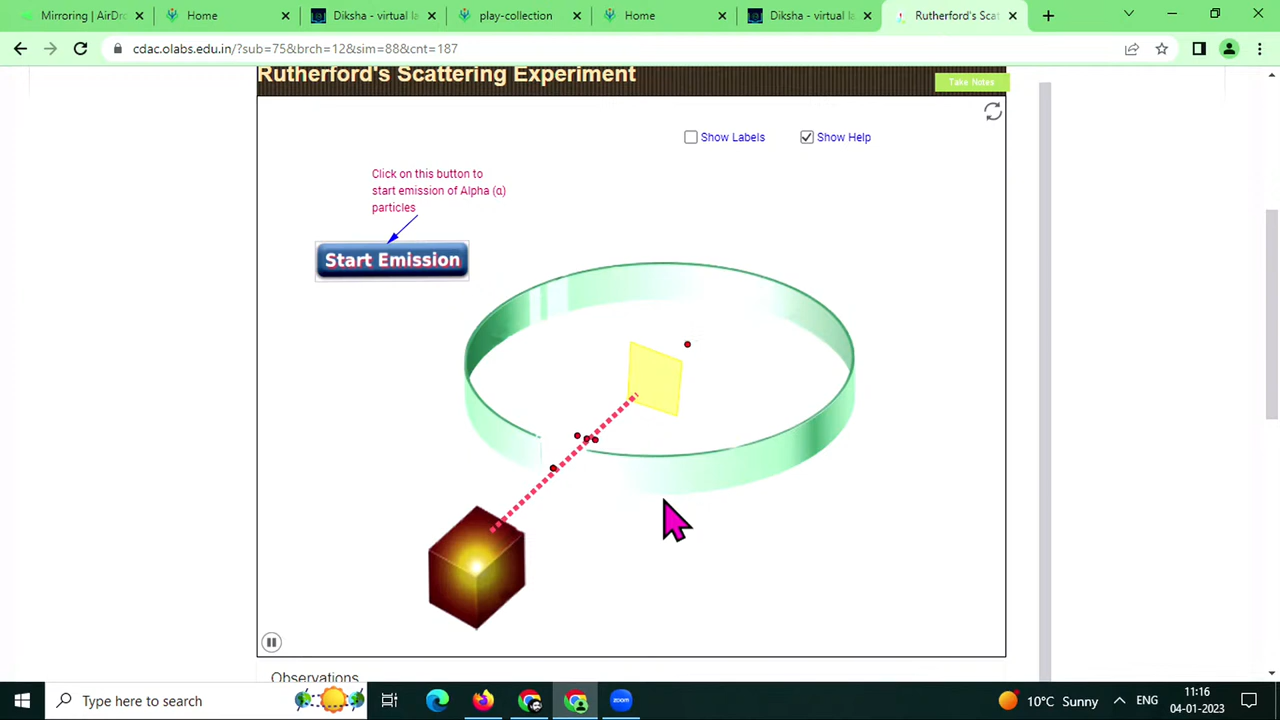 Mirroring | AirDro
Home
Diksha - virtual la
play-collection
Home
Diksha - virtual la
Rutherford's Scat
cdac.olabs.edu.in/?sub=75&brch=12&sim=88&cnt=187
Rutherford's Scattering Experiment
Take Notes
Show Labels
Show Help
Click on this button to
start emission of Alpha (α)
particles
Start Emission
Observations
Type here to search
zoom
10°C Sunny
ENG
11:16
04-01-2023